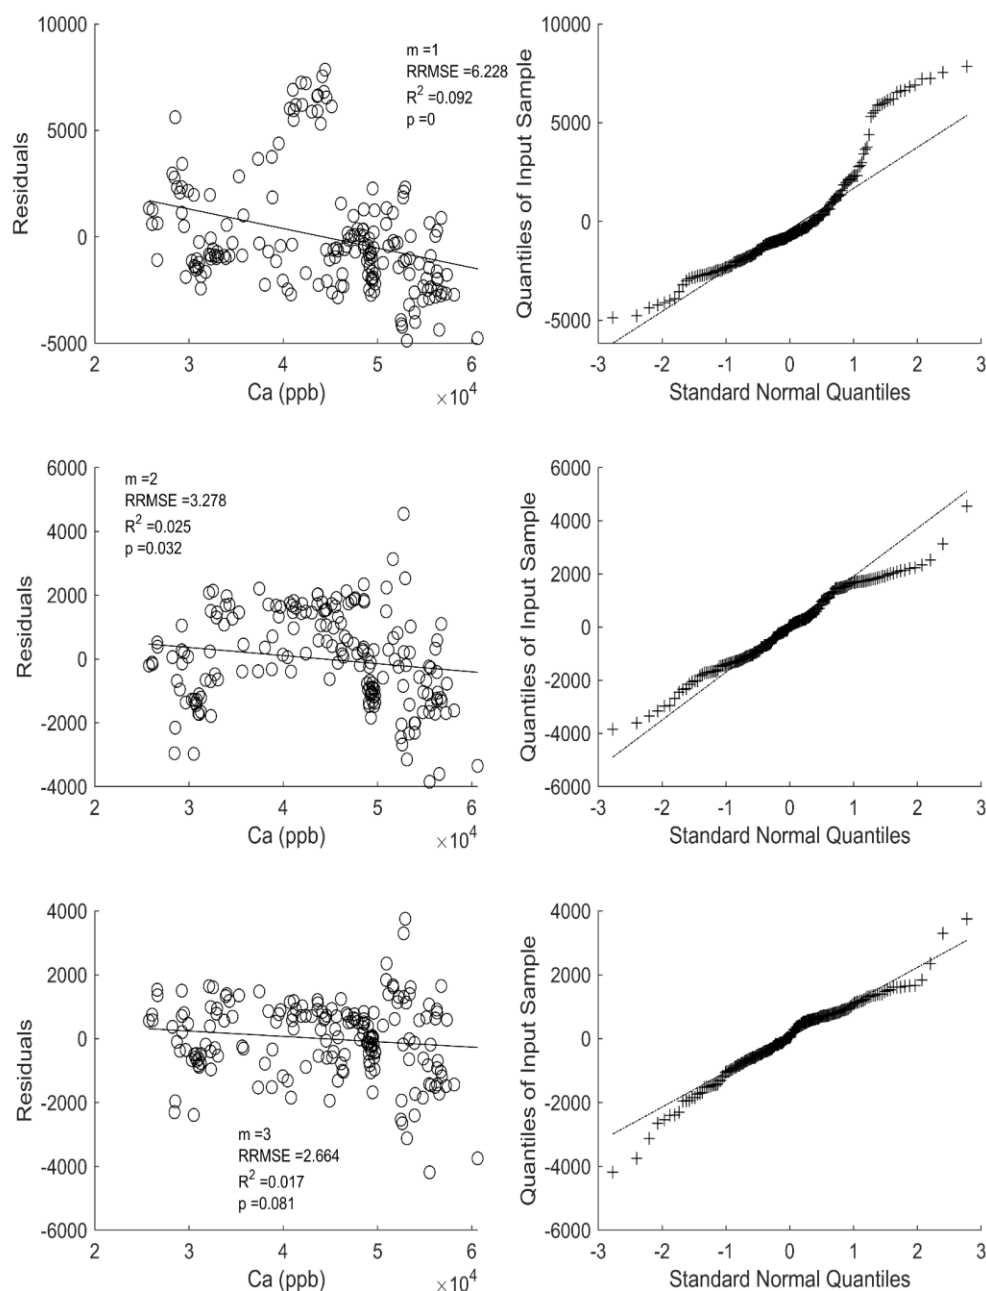 10000
5000
0
-5000
Residuals
m =1
RRMSE =6.228
R² =0.092
p =0
2 3 4 5 6
Ca (ppb)
×10⁴
10000
5000
0
-5000
Quantiles of Input Sample
-3 -2 -1 0 1 2 3
Standard Normal Quantiles
6000
4000
2000
0
-2000
-4000
Residuals
m =2
RRMSE =3.278
R² =0.025
p =0.032
2 3 4 5 6
Ca (ppb)
×10⁴
6000
4000
2000
0
-2000
-4000
-6000
Quantiles of Input Sample
-3 -2 -1 0 1 2 3
Standard Normal Quantiles
4000
2000
0
-2000
-4000
-6000
Residuals
m =3
RRMSE =2.664
R² =0.017
p =0.081
2 3 4 5 6
Ca (ppb)
×10⁴
4000
2000
0
-2000
-4000
-6000
Quantiles of Input Sample
-3 -2 -1 0 1 2 3
Standard Normal Quantiles